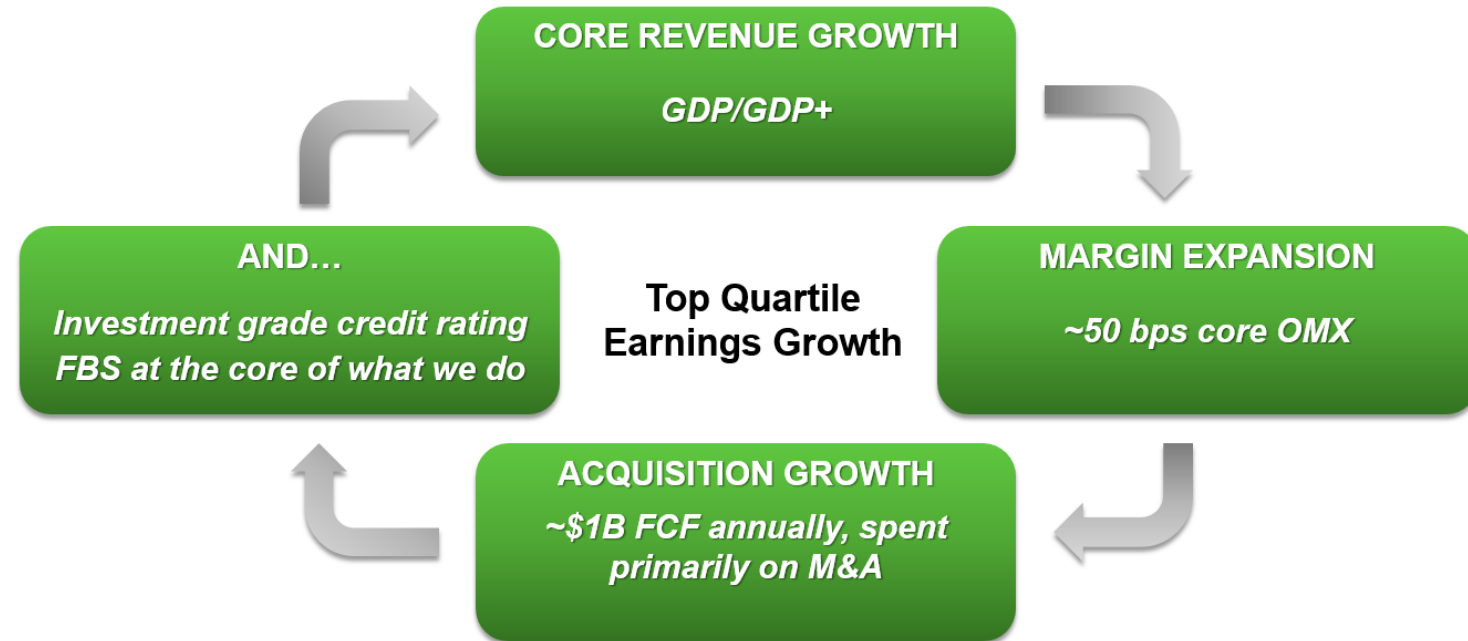 CORE REVENUE GROWTH
GDP/GDP+
MARGIN EXPANSION
~50 bps core OMX
ACQUISITION GROWTH
~$1B FCF annually, spent
primarily on M&A
AND…
Investment grade credit rating
FBS at the core of what we do
Top Quartile
Earnings Growth